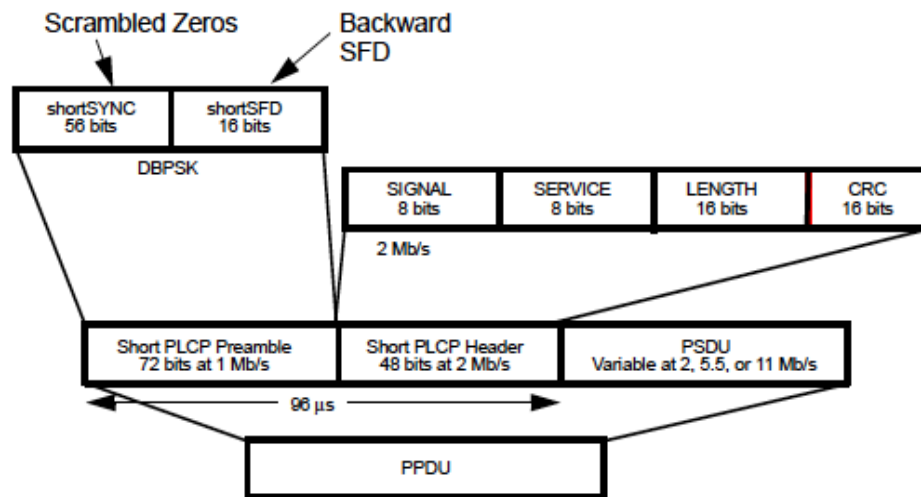 Scrambled Zeros
Backward
SFD
shortSYNC
56 bits
shortSFD
16 bits
DBPSK
SIGNAL
8 bits
SERVICE
8 bits
LENGTH
16 bits
CRC
16 bits
2 Mb/s
Short PLCP Preamble
72 bits at 1 Mb/s
Short PLCP Header
48 bits at 2 Mb/s
PSDU
Variable at 2, 5.5, or 11 Mb/s
96 μs
PPDU